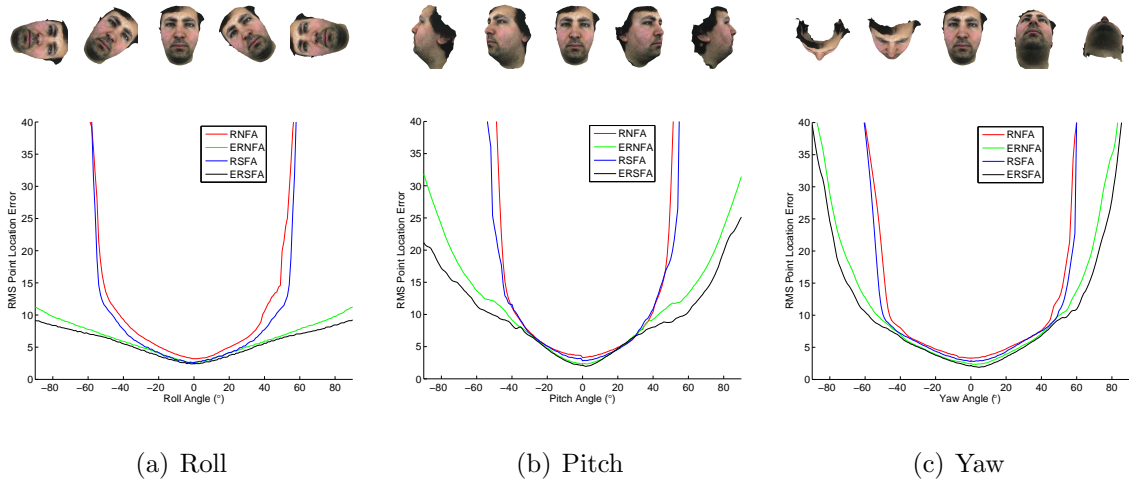 40
35
30
25
20
15
10
5
0
RMS Point Location Error
−80 −60 −40 −20 0 20 40 60 80
Roll Angle (°)
RNFA
ERNFA
RSFA
ERSFA
(a) Roll
40
35
30
25
20
15
10
5
0
RMS Point Location Error
−80 −60 −40 −20 0 20 40 60 80
Pitch Angle (°)
RNFA
ERNFA
RSFA
ERSFA
(b) Pitch
40
35
30
25
20
15
10
5
0
RMS Point Location Error
−80 −60 −40 −20 0 20 40 60 80
Yaw Angle (°)
RNFA
ERNFA
RSFA
ERSFA
(c) Yaw